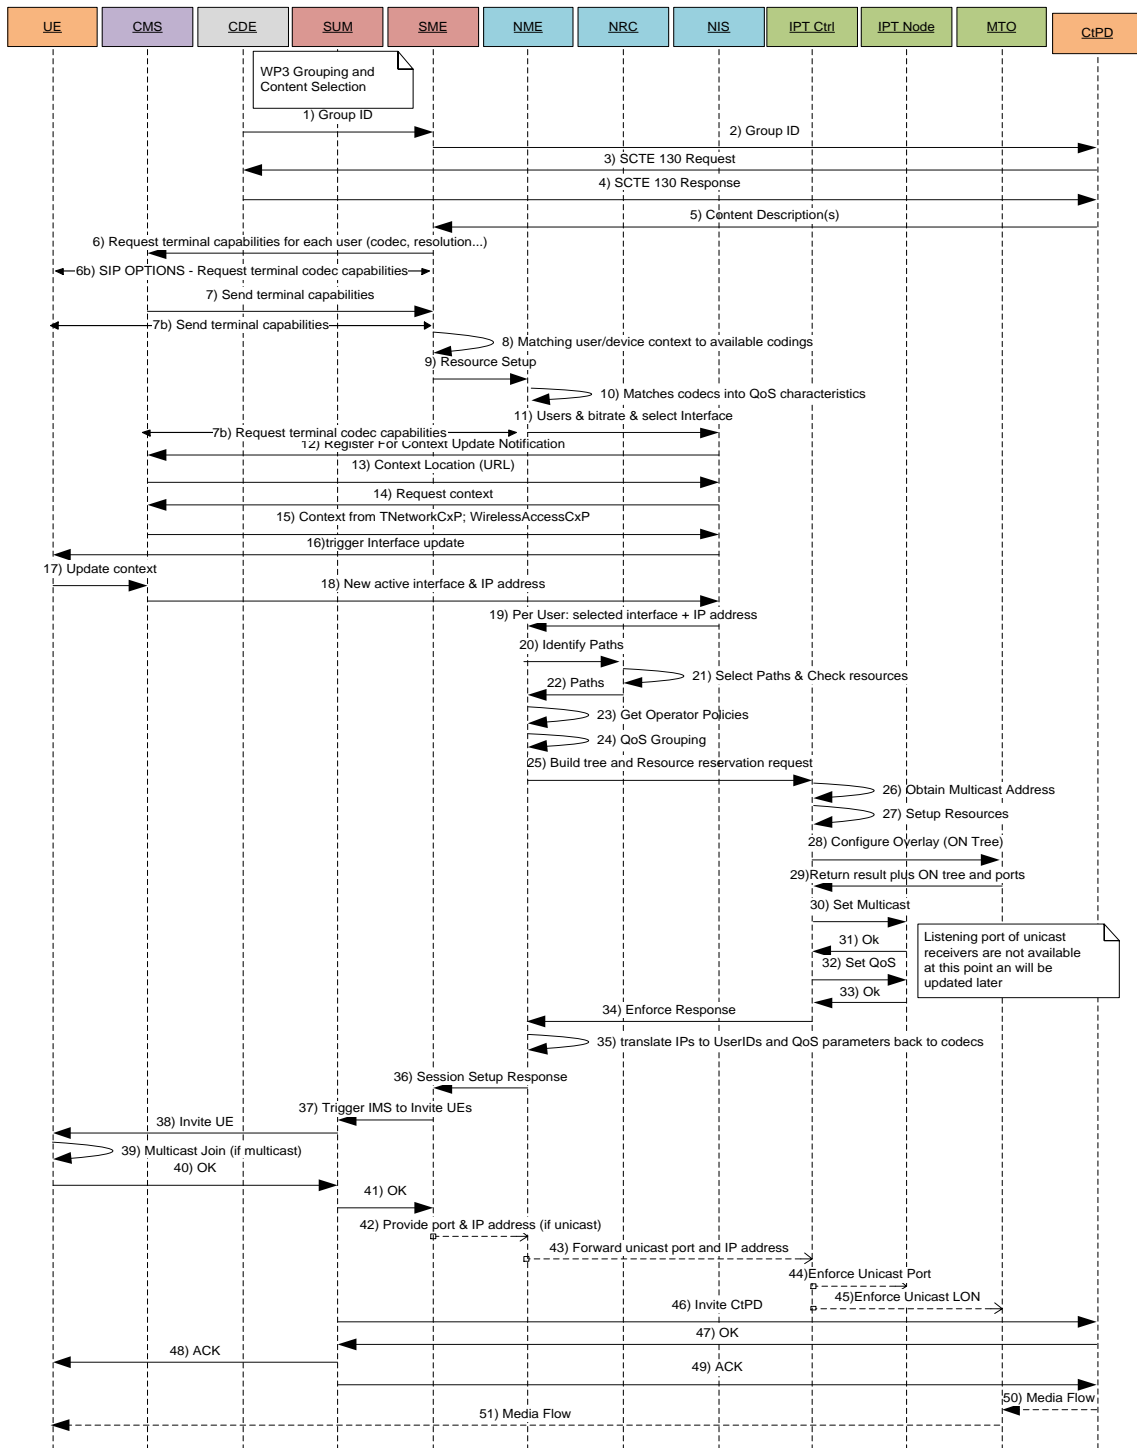 UE
CMS
CDE
SUM
SME
NME
NRC
NIS
IPT Ctrl
IPT Node
MTO
CtPD
WP3 Grouping and
Content Selection
1) Group ID
2) Group ID
3) SCTE 130 Request
4) SCTE 130 Response
5) Content Description(s)
6) Request terminal capabilities for each user (codec, resolution...)
6b) SIP OPTIONS - Request terminal codec capabilities
7) Send terminal capabilities
7b) Send terminal capabilities
8) Matching user/device context to available codings
9) Resource Setup
10) Matches codecs into QoS characteristics
11) Users & bitrate & select Interface
7b) Request terminal codec capabilities
12) Register For Context Update Notification
13) Context Location (URL)
14) Request context
15) Context from TNetworkCxP; WirelessAccessCxP
16)trigger Interface update
17) Update context
18) New active interface & IP address
19) Per User: selected interface + IP address
20) Identify Paths
21) Select Paths & Check resources
22) Paths
23) Get Operator Policies
24) QoS Grouping
25) Build tree and Resource reservation request
26) Obtain Multicast Address
27) Setup Resources
28) Configure Overlay (ON Tree)
29)Return result plus ON tree and ports
30) Set Multicast
Listening port of unicast
receivers are not available
at this point an will be
updated later
31) Ok
32) Set QoS
33) Ok
34) Enforce Response
35) translate IPs to UserIDs and QoS parameters back to codecs
36) Session Setup Response
37) Trigger IMS to Invite UEs
38) Invite UE
39) Multicast Join (if multicast)
40) OK
41) OK
42) Provide port & IP address (if unicast)
43) Forward unicast port and IP address
44)Enforce Unicast Port
45)Enforce Unicast LON
46) Invite CtPD
47) OK
48) ACK
49) ACK
50) Media Flow
51) Media Flow